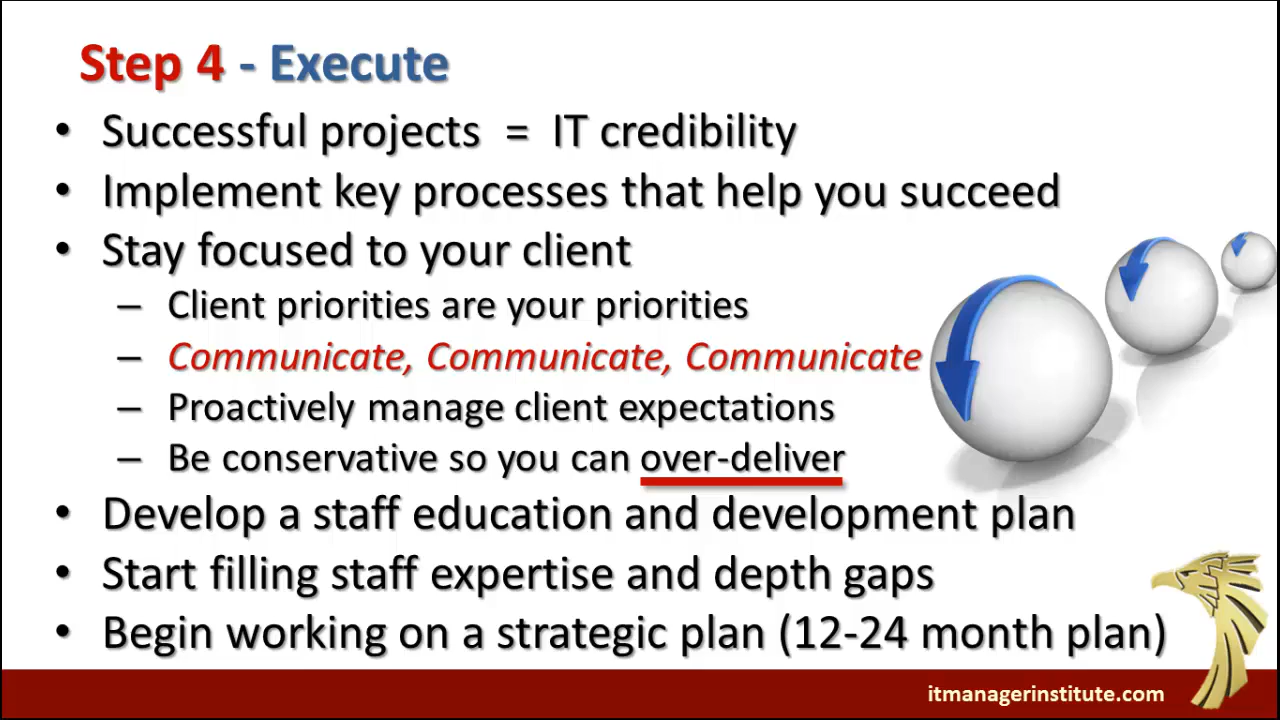 Step 4 - Execute
• Successful projects = IT credibility
• Implement key processes that help you succeed
• Stay focused to your client
– Client priorities are your priorities
– Communicate, Communicate, Communicate
– Proactively manage client expectations
– Be conservative so you can over-deliver
• Develop a staff education and development plan
• Start filling staff expertise and depth gaps
• Begin working on a strategic plan (12-24 month plan)
itmanagerinstitute.com